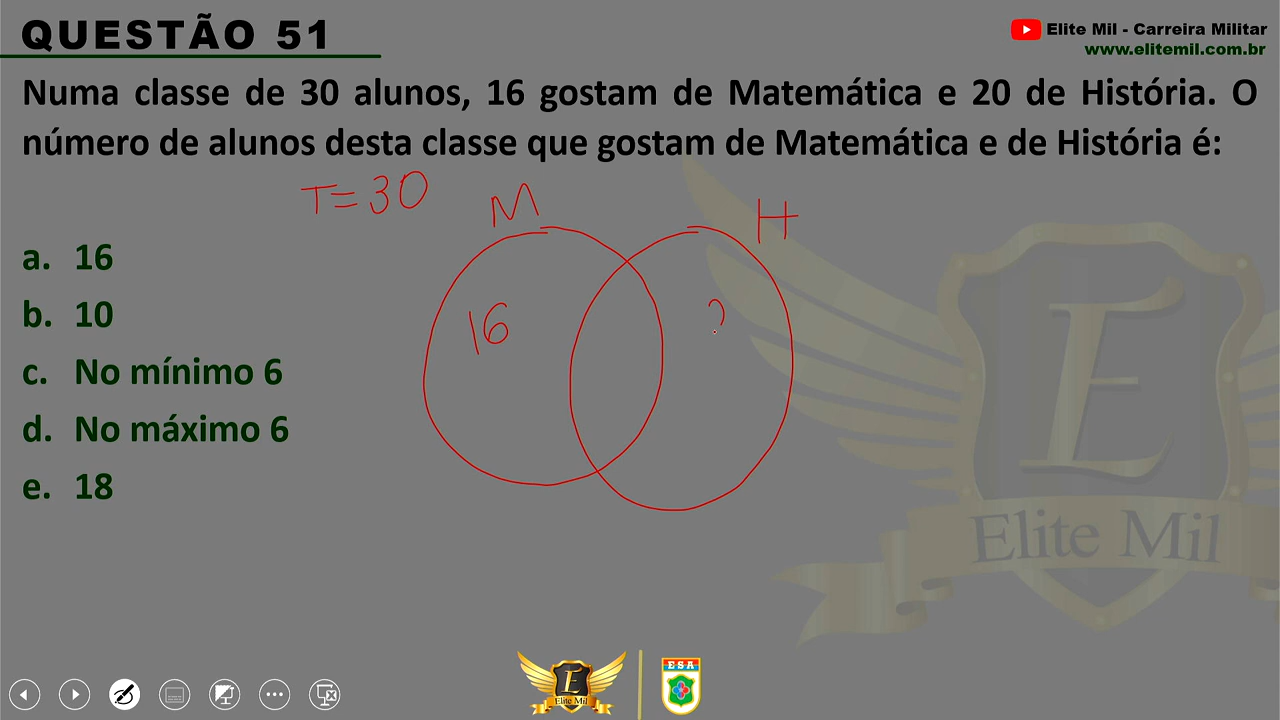 QUESTÃO 51
Elite Mil - Carreira Militar
www.elitemil.com.br
Numa classe de 30 alunos, 16 gostam de Matemática e 20 de História. O
número de alunos desta classe que gostam de Matemática e de História é:
T=30
M
H
a. 16
b. 10
c. No mínimo 6
d. No máximo 6
e. 18
16
?
E
Elite Mil
E
Elite Mil
ESA